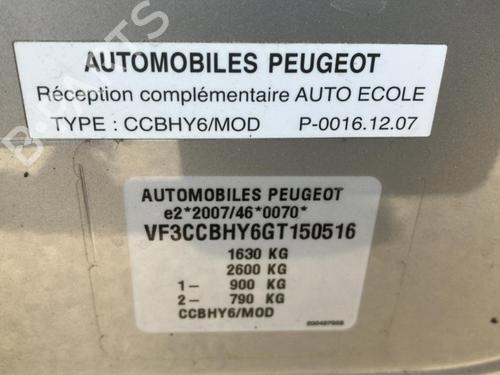 AUTOMOBILES PEUGEOT
Réception complémentaire AUTO ECOLE
TYPE : CCBHY6/MOD P-0016.12.07
AUTOMOBILES PEUGEOT
e2*2007/46*0070*
VF3CCBHY6GT150516
1630 KG
2600 KG
1- 900 KG
2- 790 KG
CCBHY6/MOD